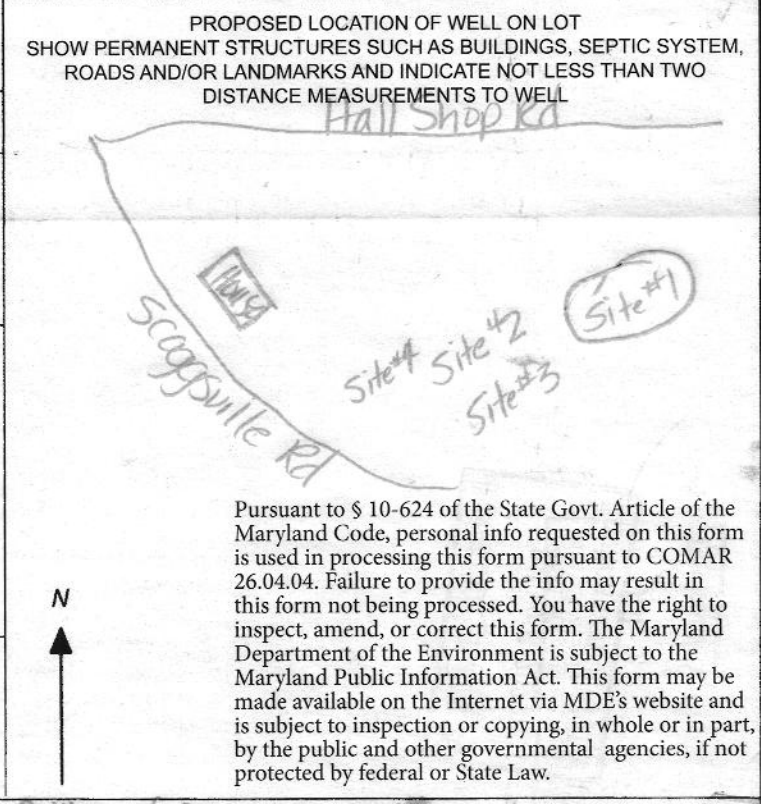 PROPOSED LOCATION OF WELL ON LOT
SHOW PERMANENT STRUCTURES SUCH AS BUILDINGS, SEPTIC SYSTEM,
ROADS AND/OR LANDMARKS AND INDICATE NOT LESS THAN TWO
DISTANCE MEASUREMENTS TO WELL
Hall Shop Rd
House
Site #1
Site #2
Site #4
Site #3
Scaggsville Rd
Pursuant to § 10-624 of the State Govt. Article of the
Maryland Code, personal info requested on this form
is used in processing this form pursuant to COMAR
26.04.04. Failure to provide the info may result in
this form not being processed. You have the right to
inspect, amend, or correct this form. The Maryland
Department of the Environment is subject to the
Maryland Public Information Act. This form may be
made available on the Internet via MDE's website and
is subject to inspection or copying, in whole or in part,
by the public and other governmental agencies, if not
protected by federal or State Law.
N